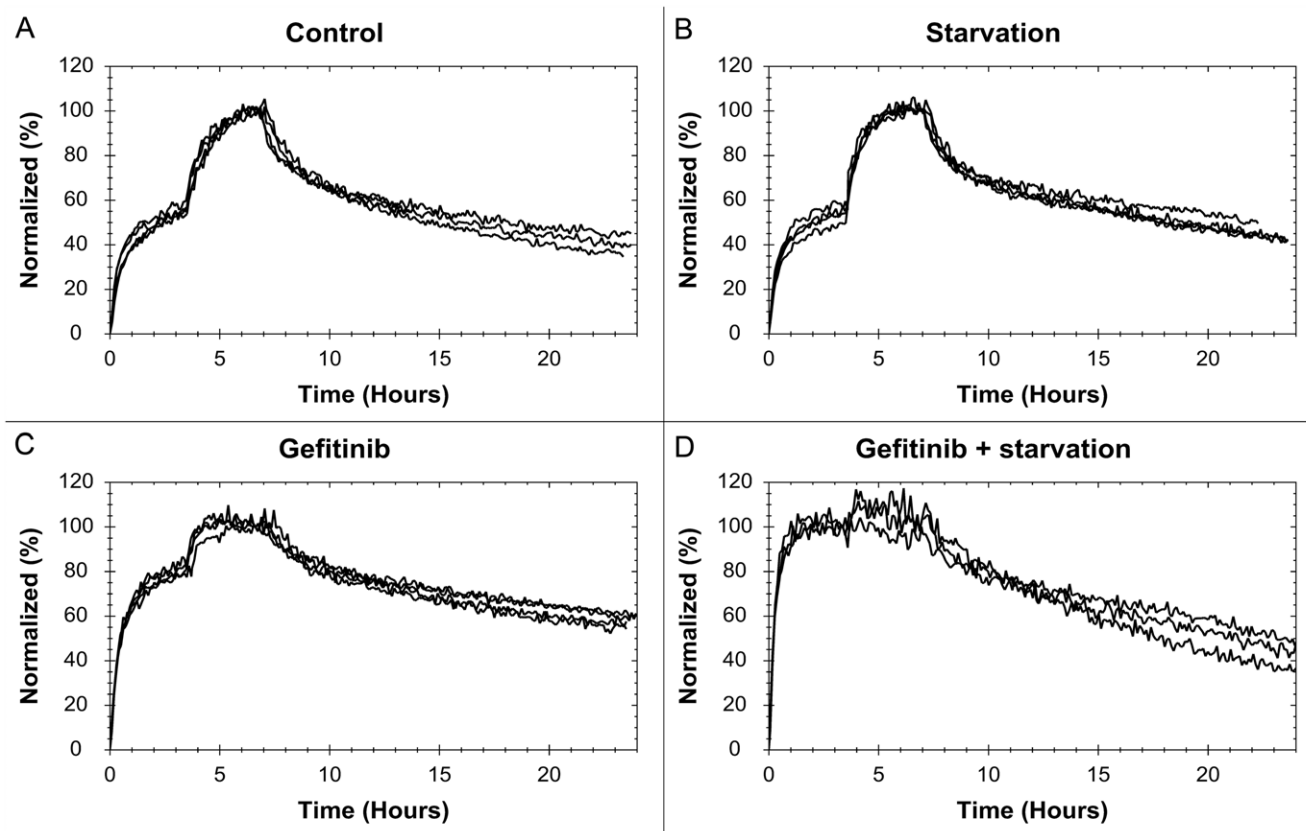 A
Control
Normalized (%)
120
100
80
60
40
20
0
0 5 10 15 20
Time (Hours)
B
Starvation
Normalized (%)
120
100
80
60
40
20
0
0 5 10 15 20
Time (Hours)
C
Gefitinib
Normalized (%)
120
100
80
60
40
20
0
0 5 10 15 20
Time (Hours)
D
Gefitinib + starvation
Normalized (%)
120
100
80
60
40
20
0
0 5 10 15 20
Time (Hours)